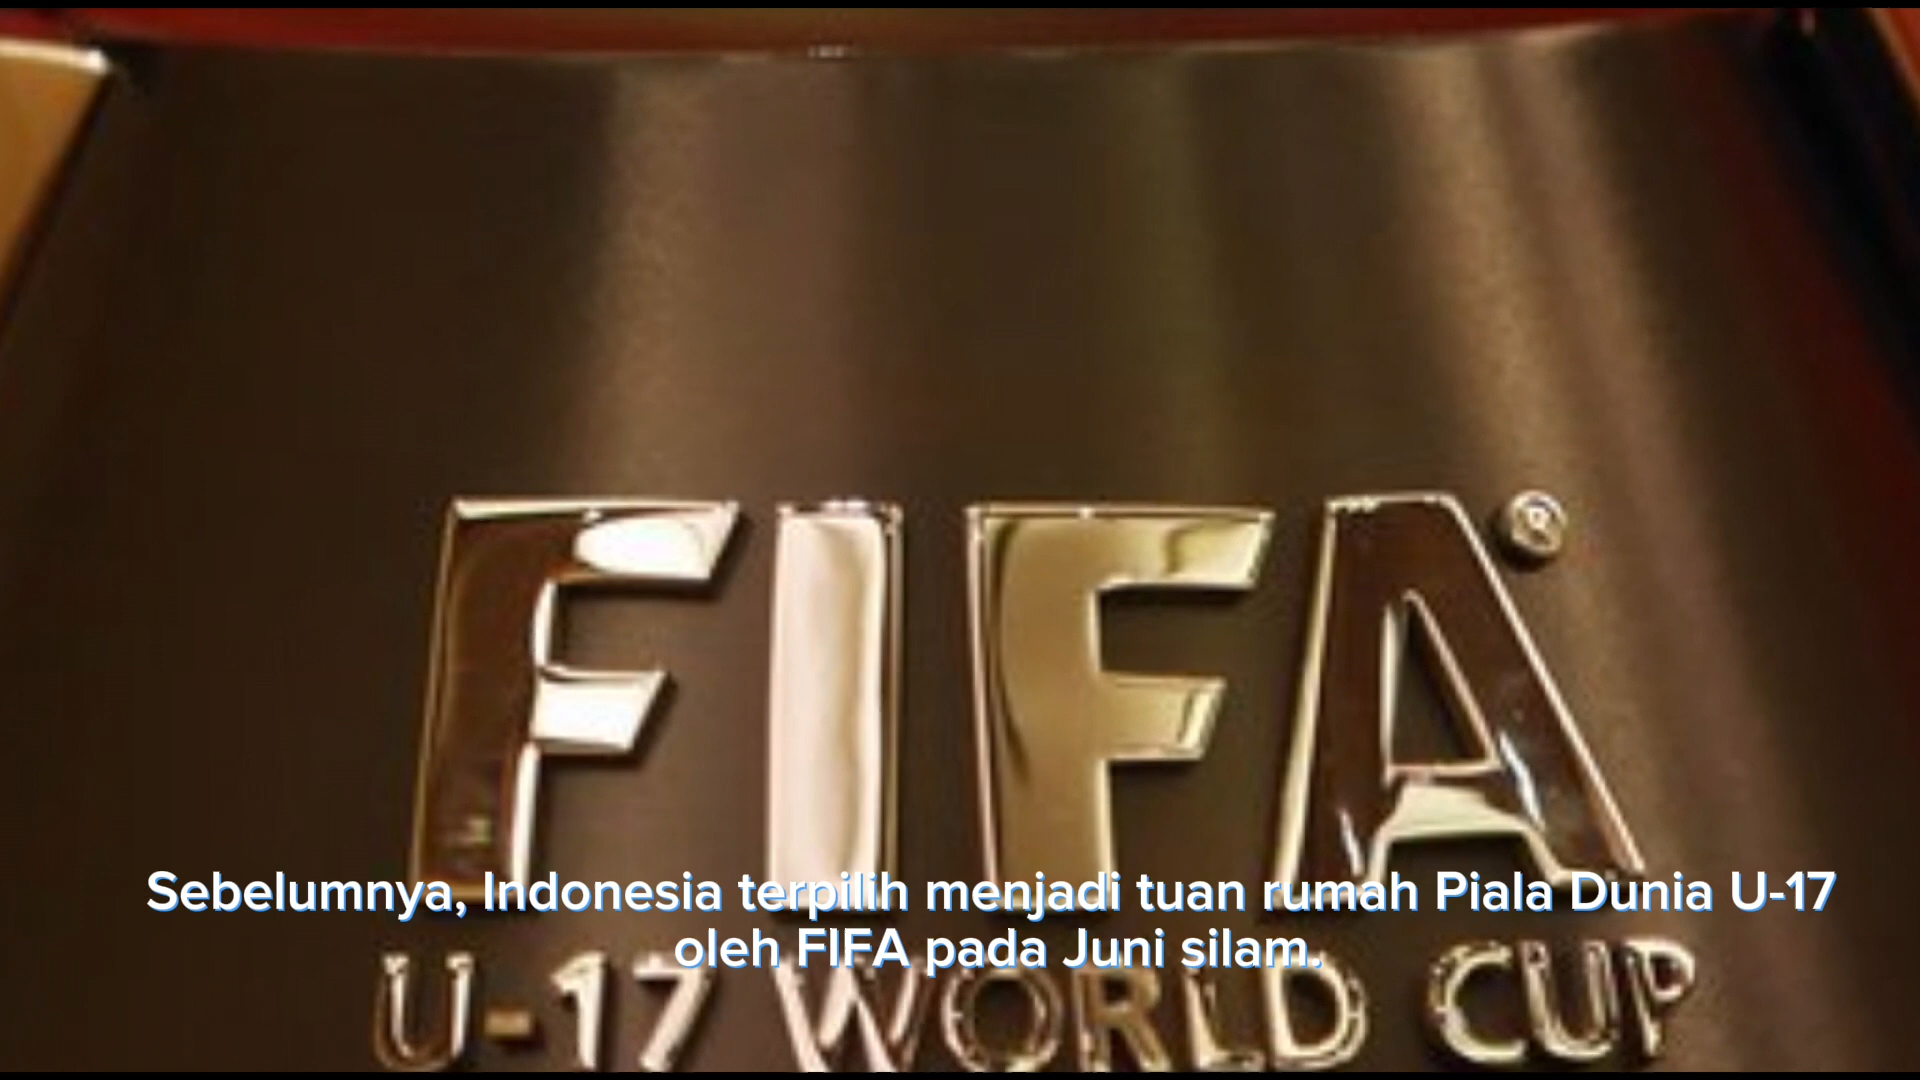 FIFA®
Sebelumnya, Indonesia terpilih menjadi tuan rumah Piala Dunia U-17
oleh FIFA pada Juni silam.
U-17 WORLD CUP